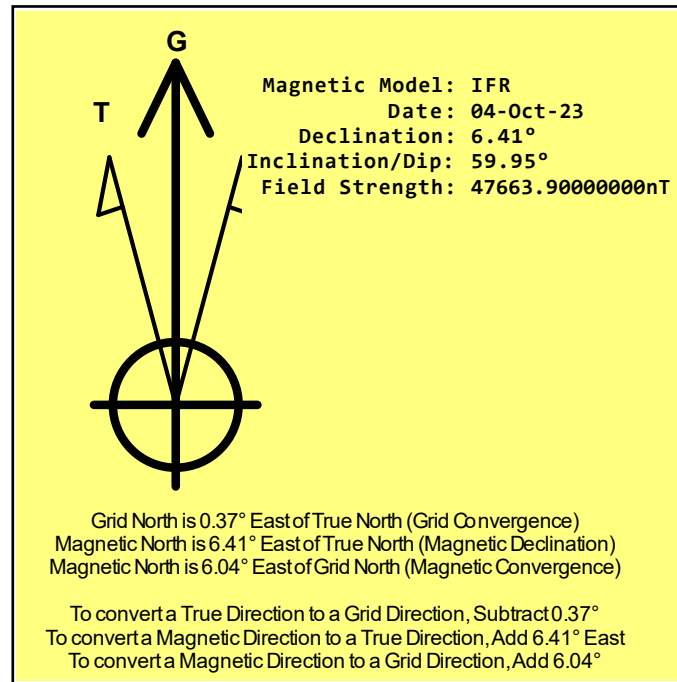 G
T
Magnetic Model: IFR
Date: 04-Oct-23
Declination: 6.41º
Inclination/Dip: 59.95º
Field Strength: 47663.90000000nT
Grid North is 0.37° East of True North (Grid Convergence)
Magnetic North is 6.41° East of True North (Magnetic Declination)
Magnetic North is 6.04° East of Grid North (Magnetic Convergence)
To convert a True Direction to a Grid Direction, Subtract 0.37°
To convert a Magnetic Direction to a True Direction, Add 6.41° East
To convert a Magnetic Direction to a Grid Direction, Add 6.04°